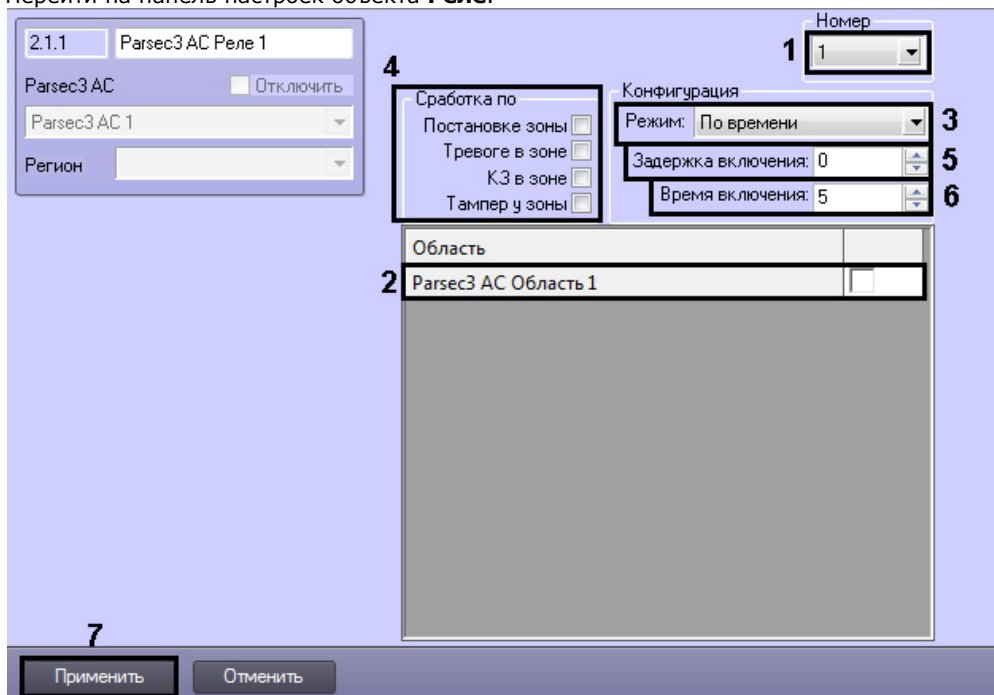 Перейти на панель настроек объекта Реле.
2.1.1 Parsec3 AC Реле 1
Parsec3 AC Отключить
Parsec3 AC 1
Регион
Номер
1 1
4
Сработка по
Постановке зоны
Тревоге в зоне
КЗ в зоне
Тампер у зоны
Конфигурация
Режим: По времени 3
Задержка включения: 0 5
Время включения: 5 6
Область
2 Parsec3 AC Область 1
7
Применить Отменить